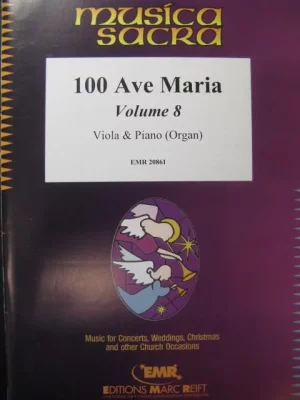 musica
sacra
100 Ave Maria
Volume 8
Viola & Piano (Organ)
EMR 20861
Music for Concerts, Weddings, Christmas
and other Church Occasions
EMR
EDITIONS MARC REIFT